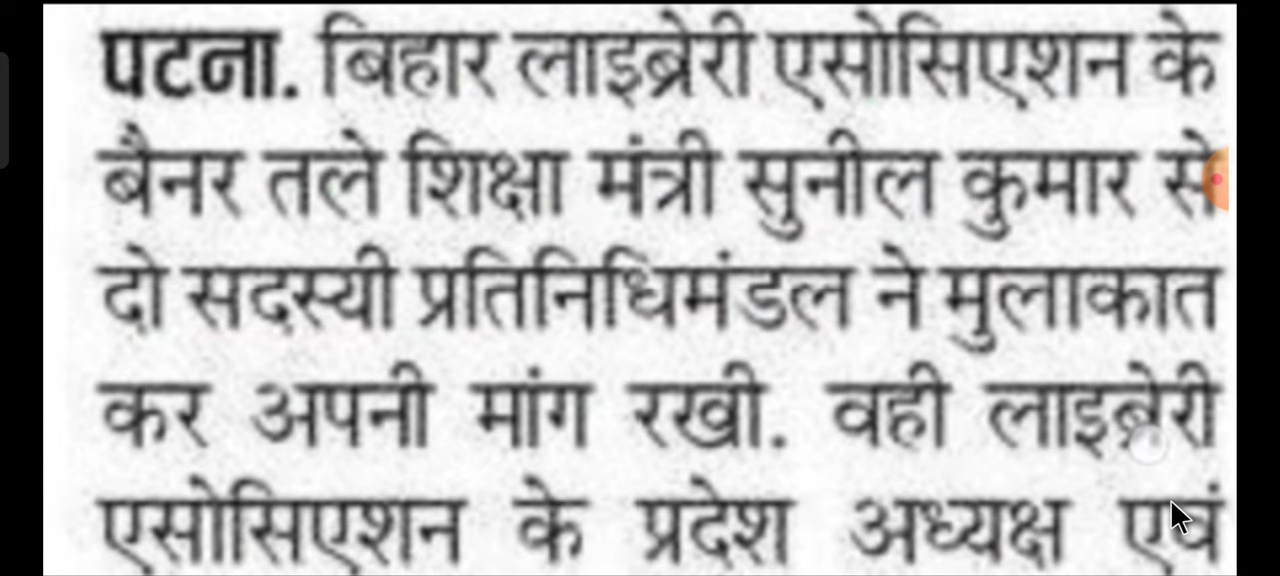 पटना. बिहार लाइब्रेरी एसोसिएशन के
बैनर तले शिक्षा मंत्री सुनील कुमार से
दो सदस्यी प्रतिनिधिमंडल ने मुलाकात
कर अपनी मांग रखी. वही लाइब्रेरी
एसोसिएशन के प्रदेश अध्यक्ष एवं